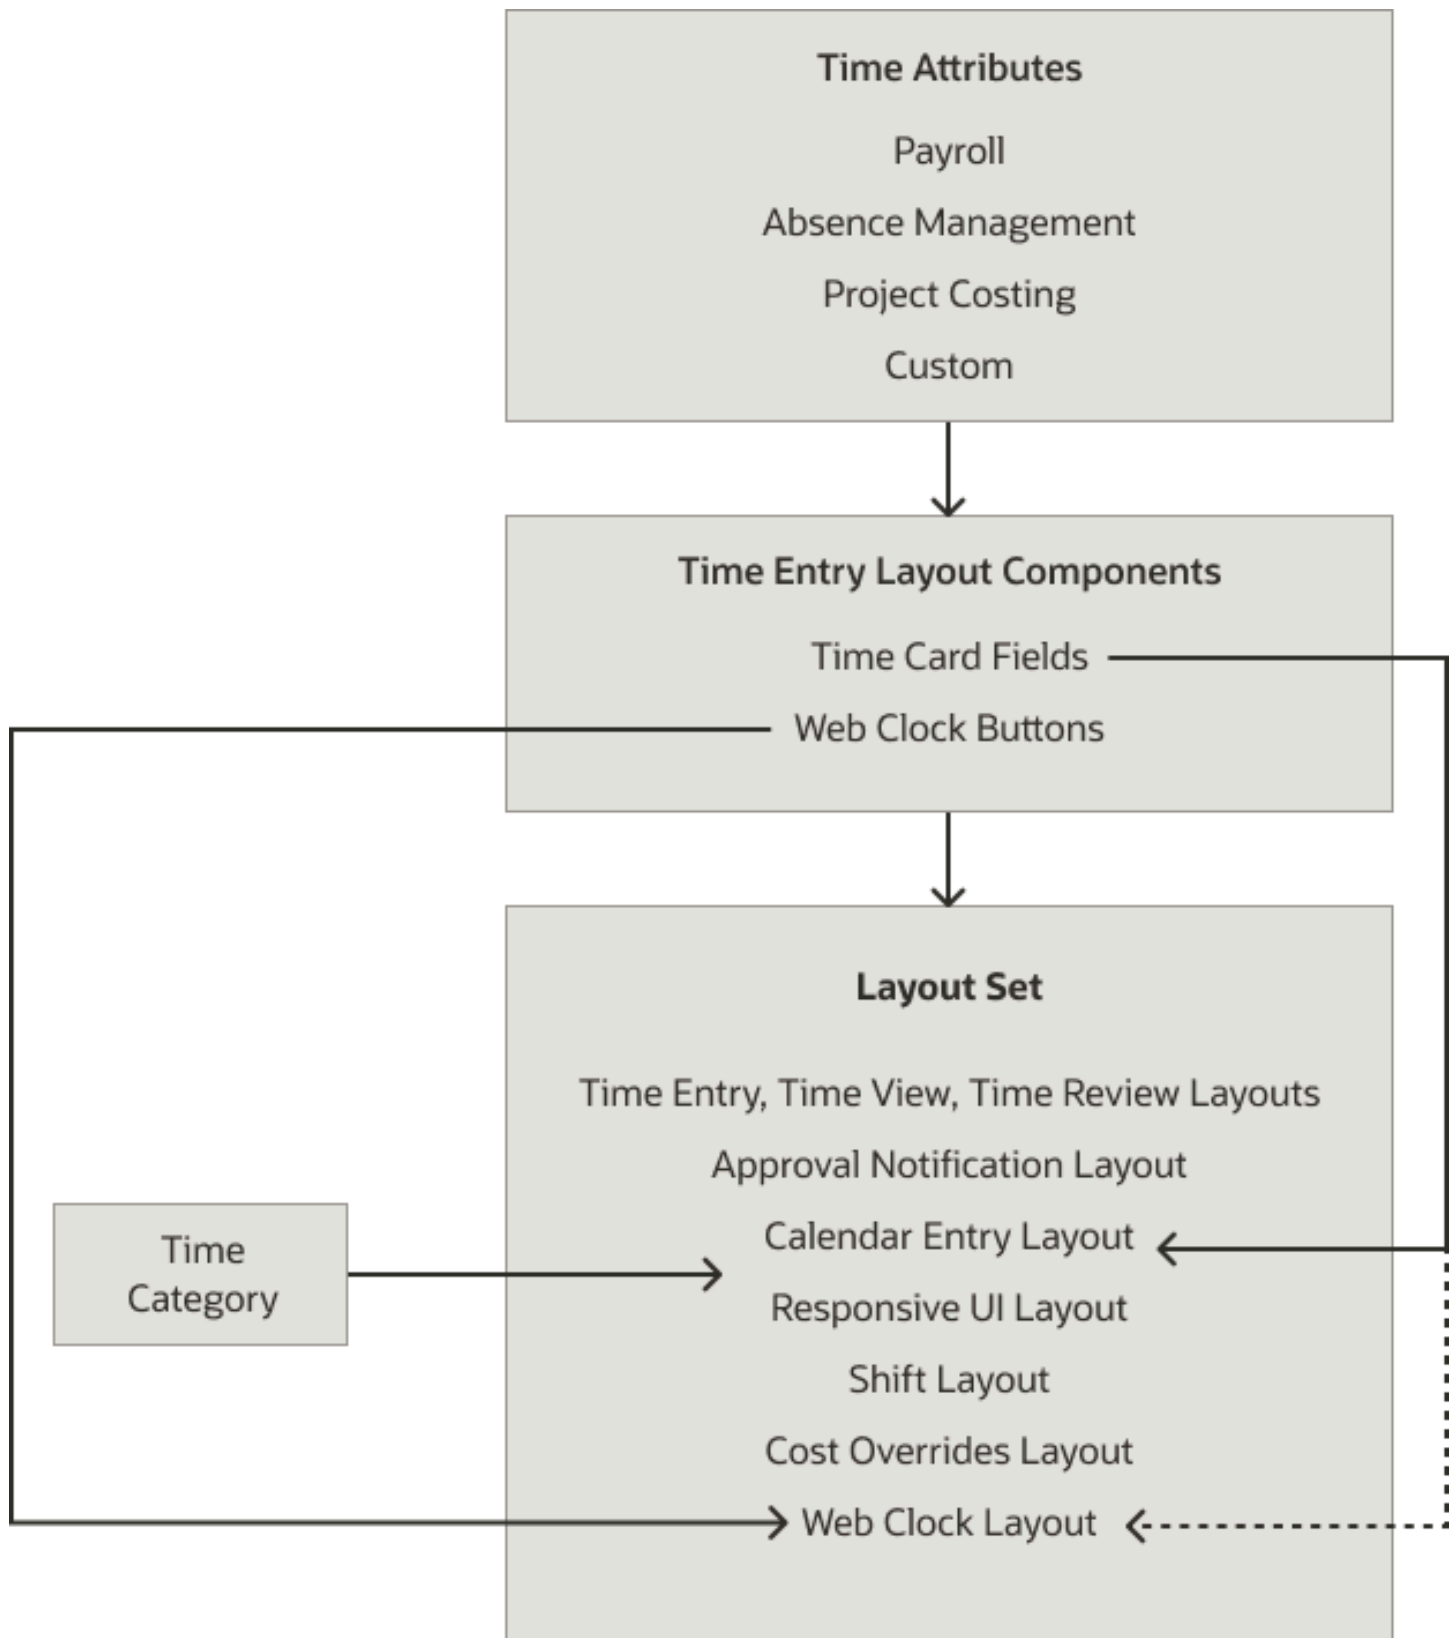 Time Attributes
Payroll
Absence Management
Project Costing
Custom
Time Entry Layout Components
Time Card Fields
Web Clock Buttons
Layout Set
Time Entry, Time View, Time Review Layouts
Approval Notification Layout
Calendar Entry Layout
Responsive UI Layout
Shift Layout
Cost Overrides Layout
Web Clock Layout
Time
Category